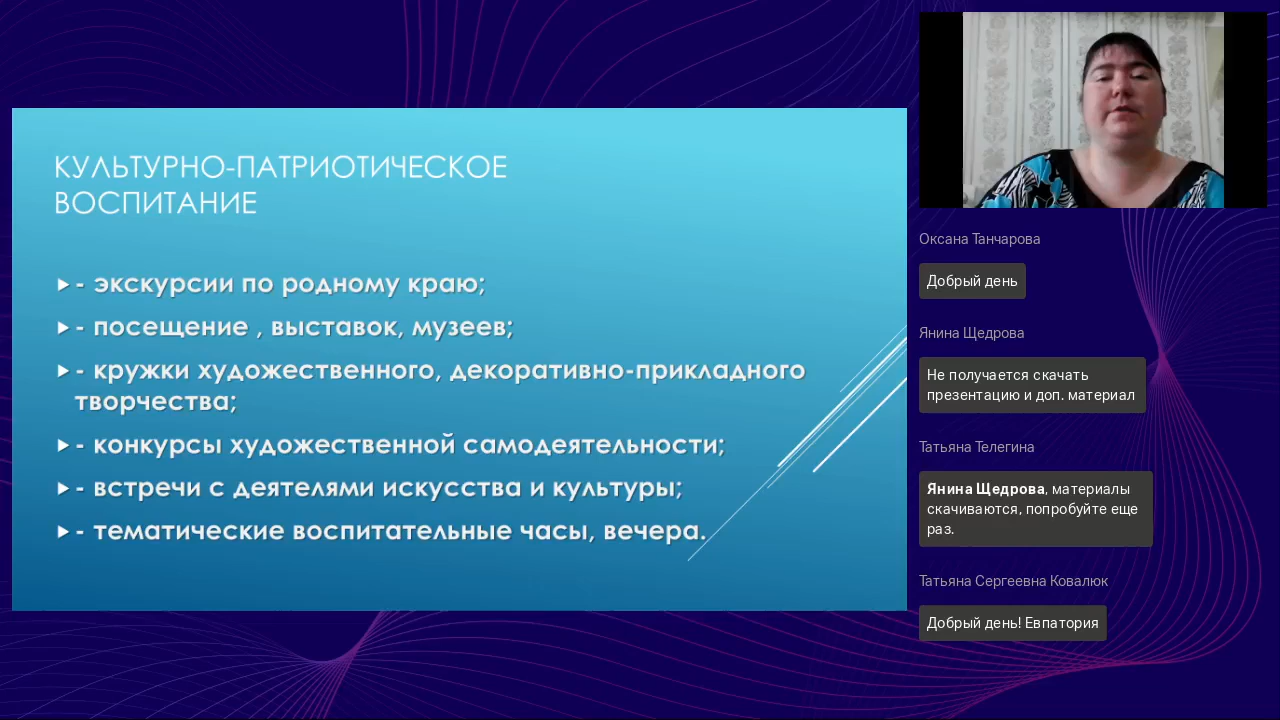 КУЛЬТУРНО-ПАТРИОТИЧЕСКОЕ
ВОСПИТАНИЕ
- экскурсии по родному краю;
- посещение , выставок, музеев;
- кружки художественного, декоративно-прикладного
творчества;
- конкурсы художественной самодеятельности;
- встречи с деятелями искусства и культуры;
- тематические воспитательные часы, вечера.
Оксана Танчарова
Добрый день
Янина Щедрова
Не получается скачать
презентацию и доп. материал
Татьяна Телегина
Янина Щедрова, материалы
скачиваются, попробуйте еще
раз.
Татьяна Сергеевна Ковалюк
Добрый день! Евпатория